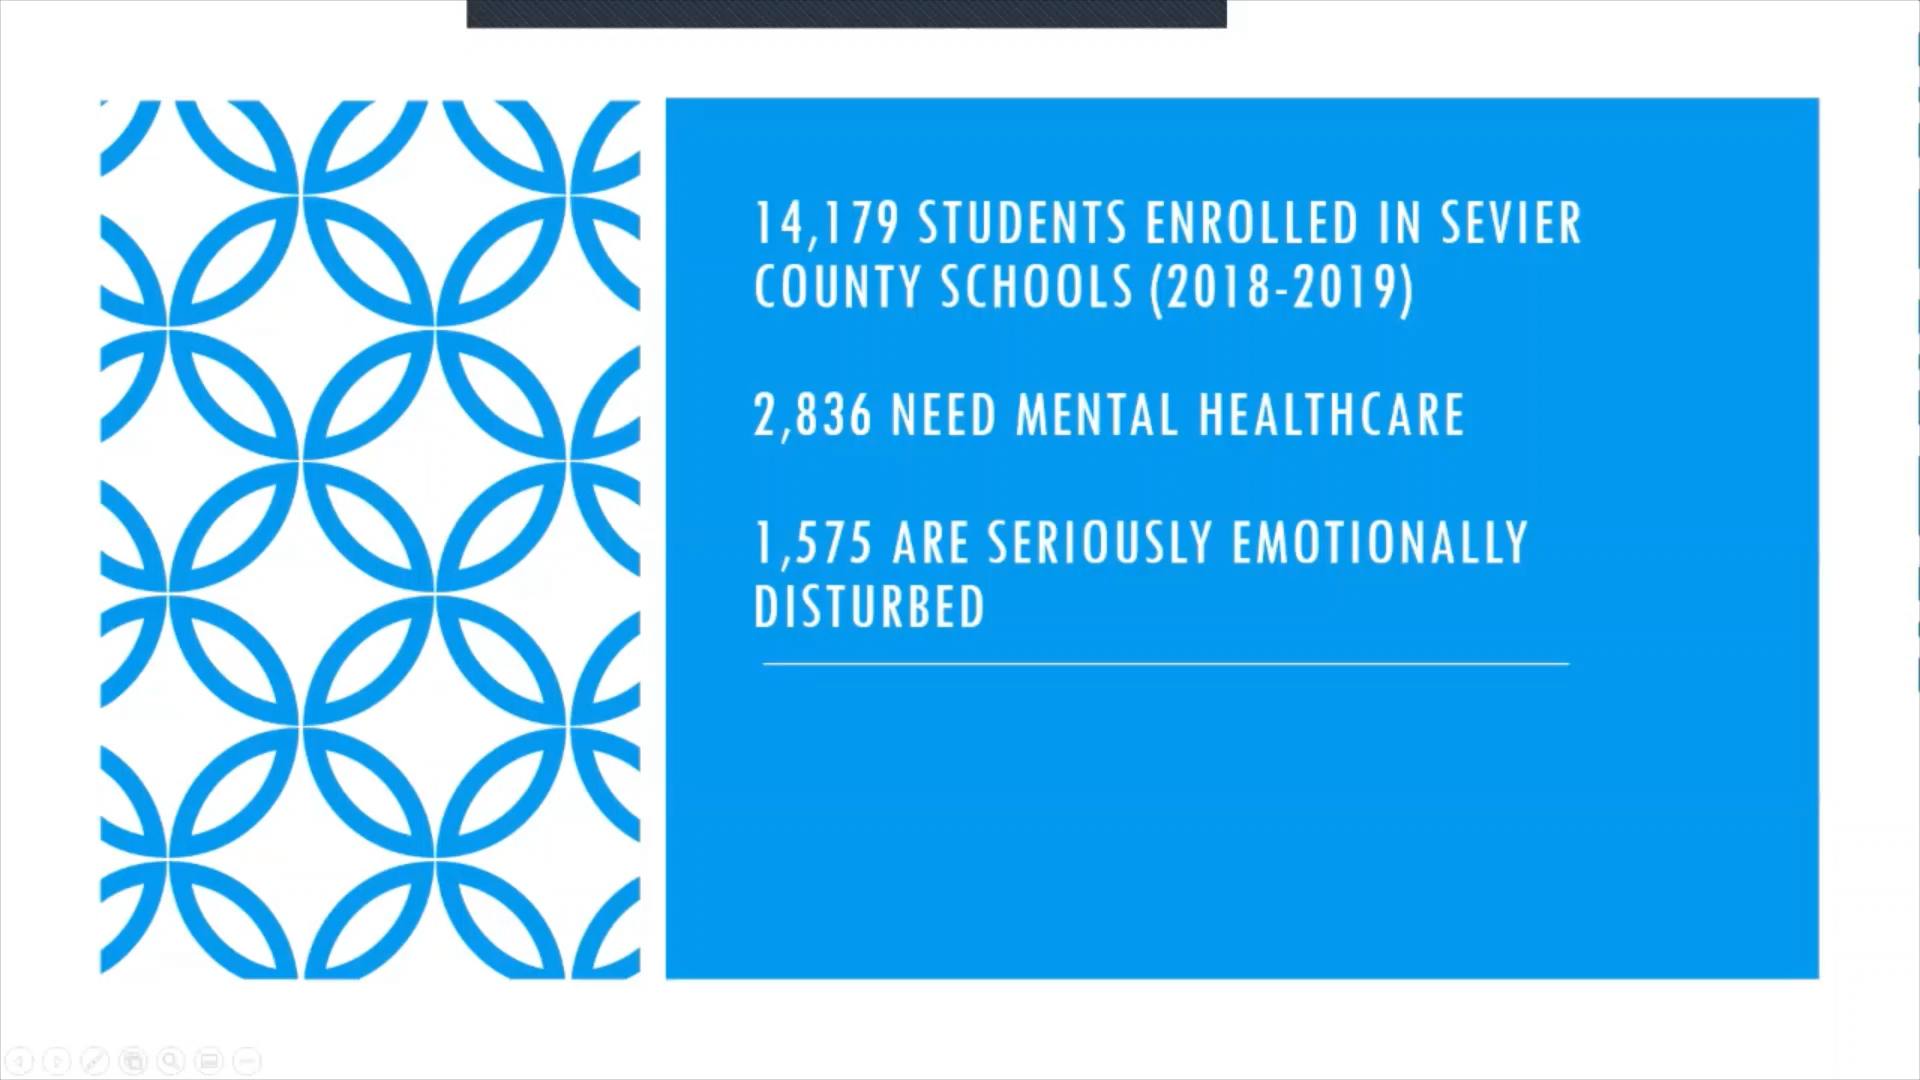 14,179 STUDENTS ENROLLED IN SEVIER
COUNTY SCHOOLS (2018-2019)
2,836 NEED MENTAL HEALTHCARE
1,575 ARE SERIOUSLY EMOTIONALLY
DISTURBED